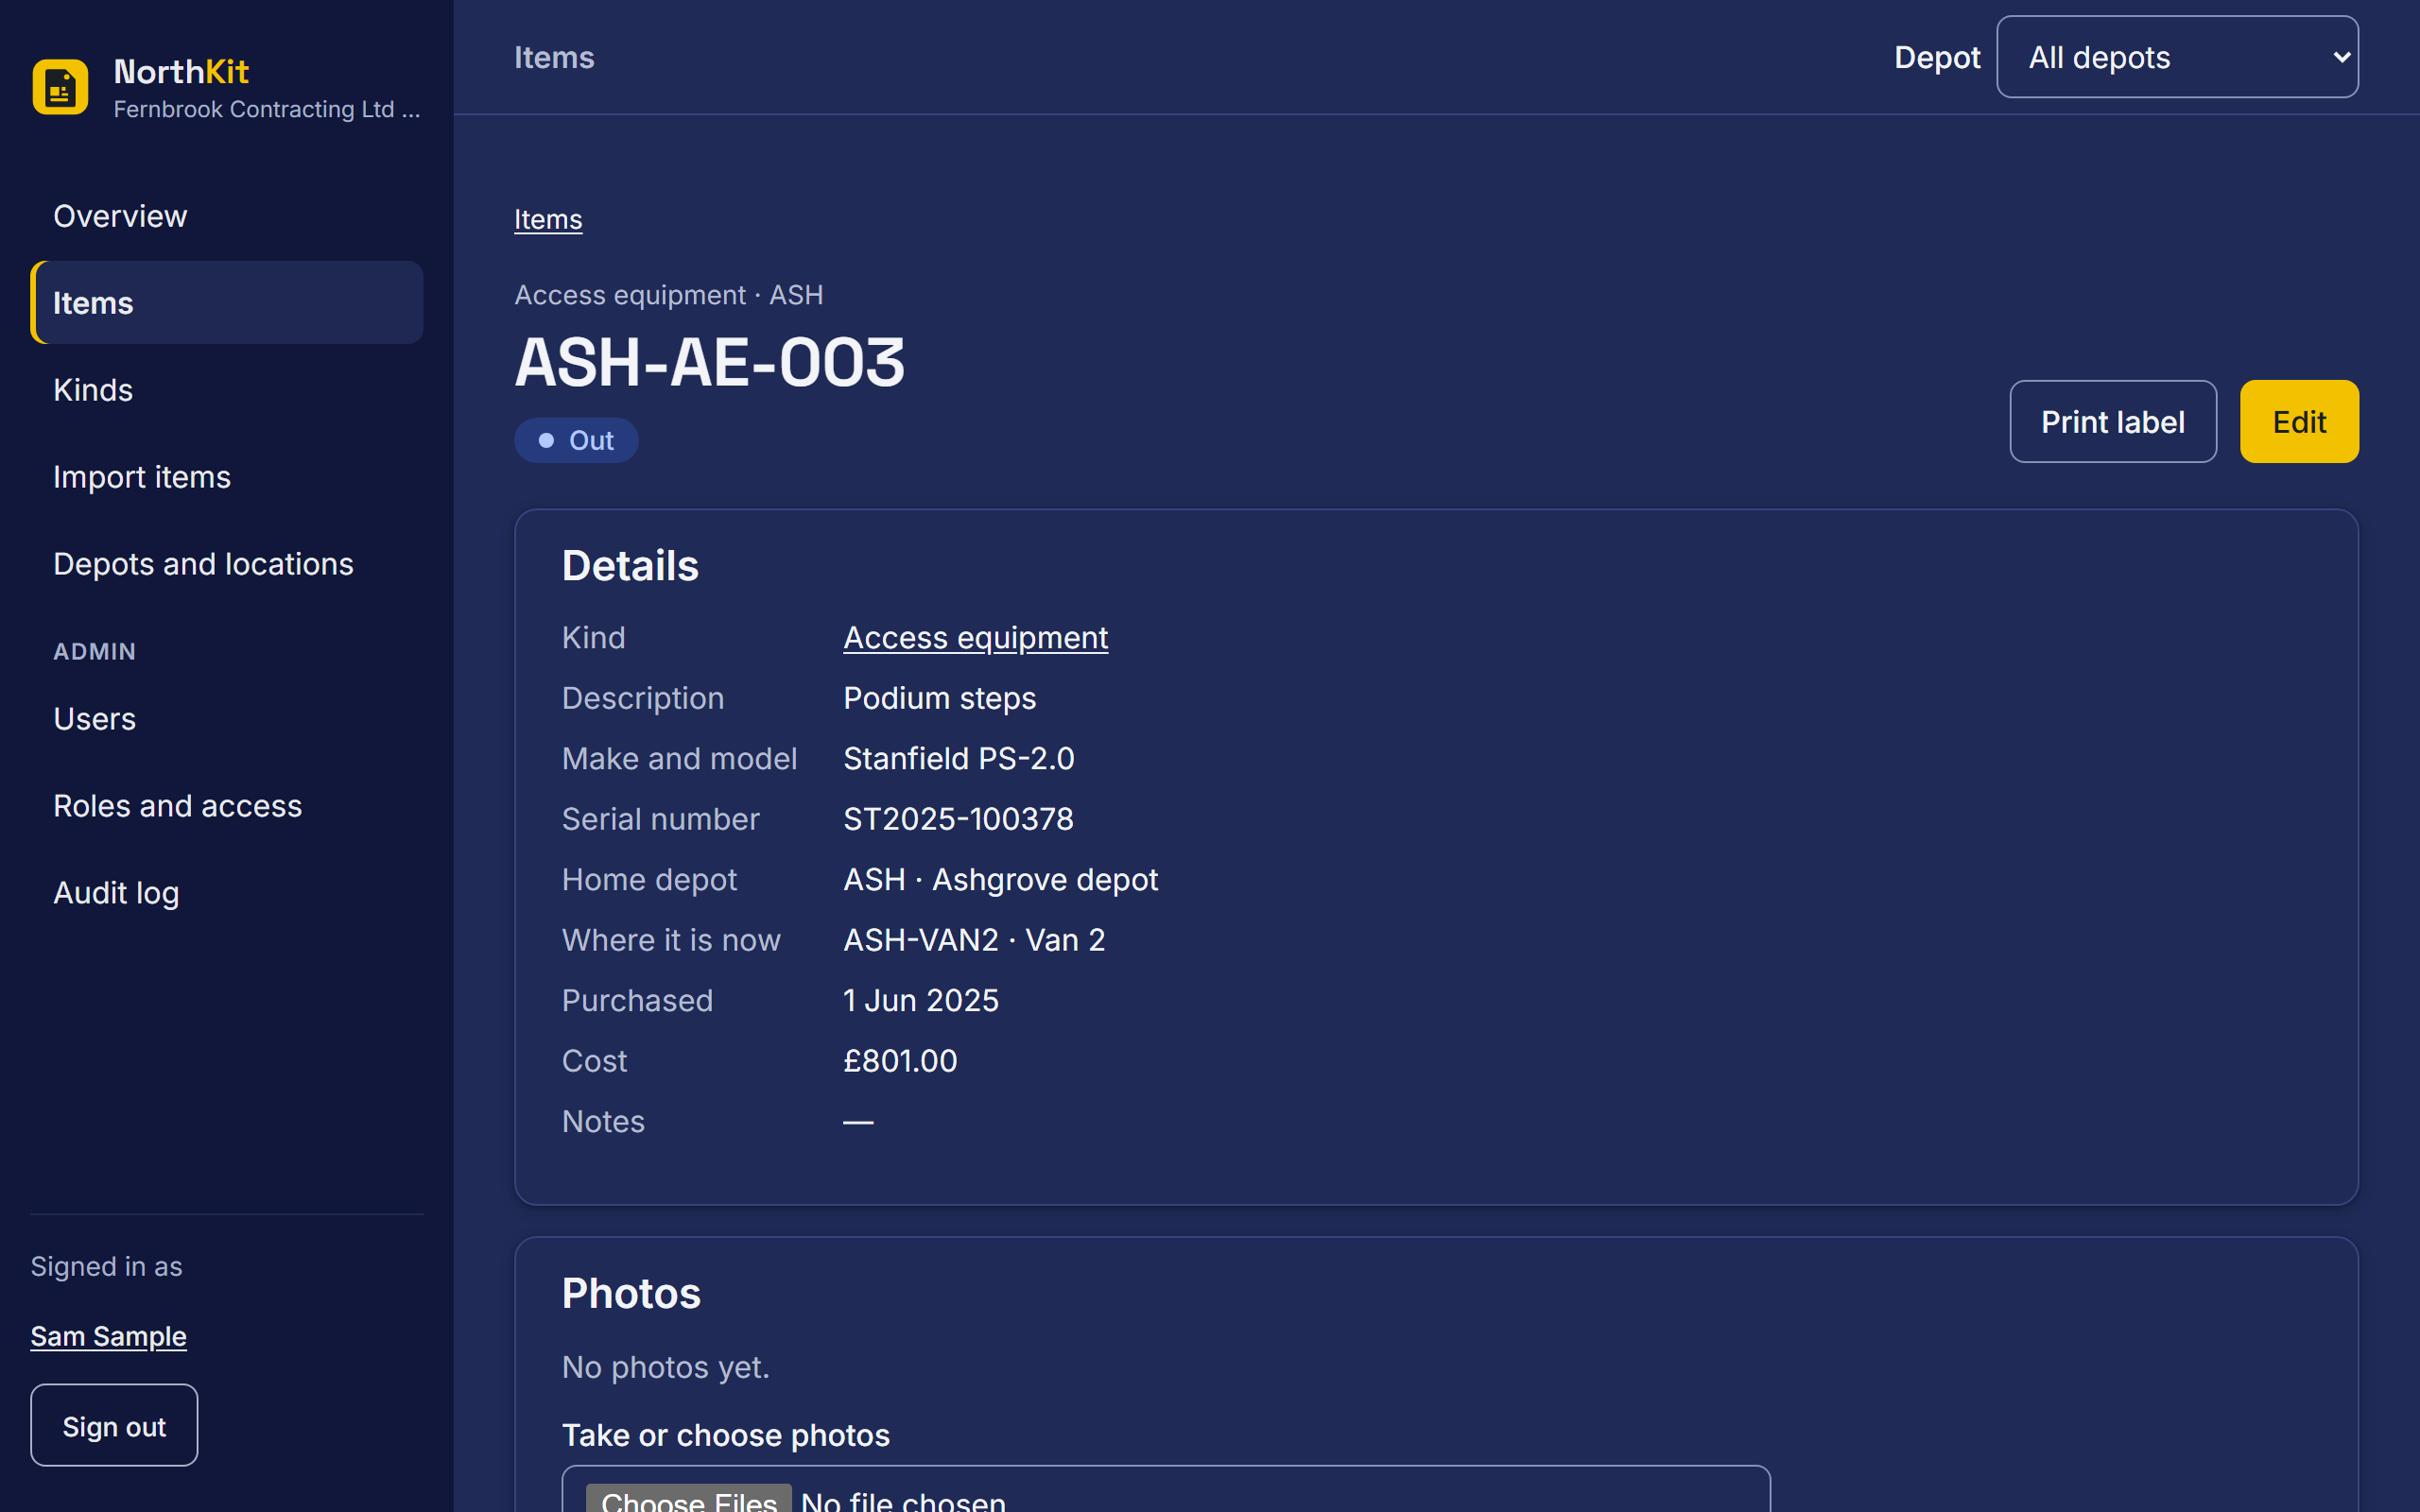 NorthKit
Fernbrook Contracting Ltd ...
Overview
Items
Kinds
Import items
Depots and locations
ADMIN
Users
Roles and access
Audit log
Signed in as
Sam Sample
Sign out
Items
Depot All depots
Items
Access equipment · ASH
ASH-AE-003
Out
Print label
Edit
Details
Kind Access equipment
Description Podium steps
Make and model Stanfield PS-2.0
Serial number ST2025-100378
Home depot ASH · Ashgrove depot
Where it is now ASH-VAN2 · Van 2
Purchased 1 Jun 2025
Cost £801.00
Notes —
Photos
No photos yet.
Take or choose photos
Choose Files No file chosen